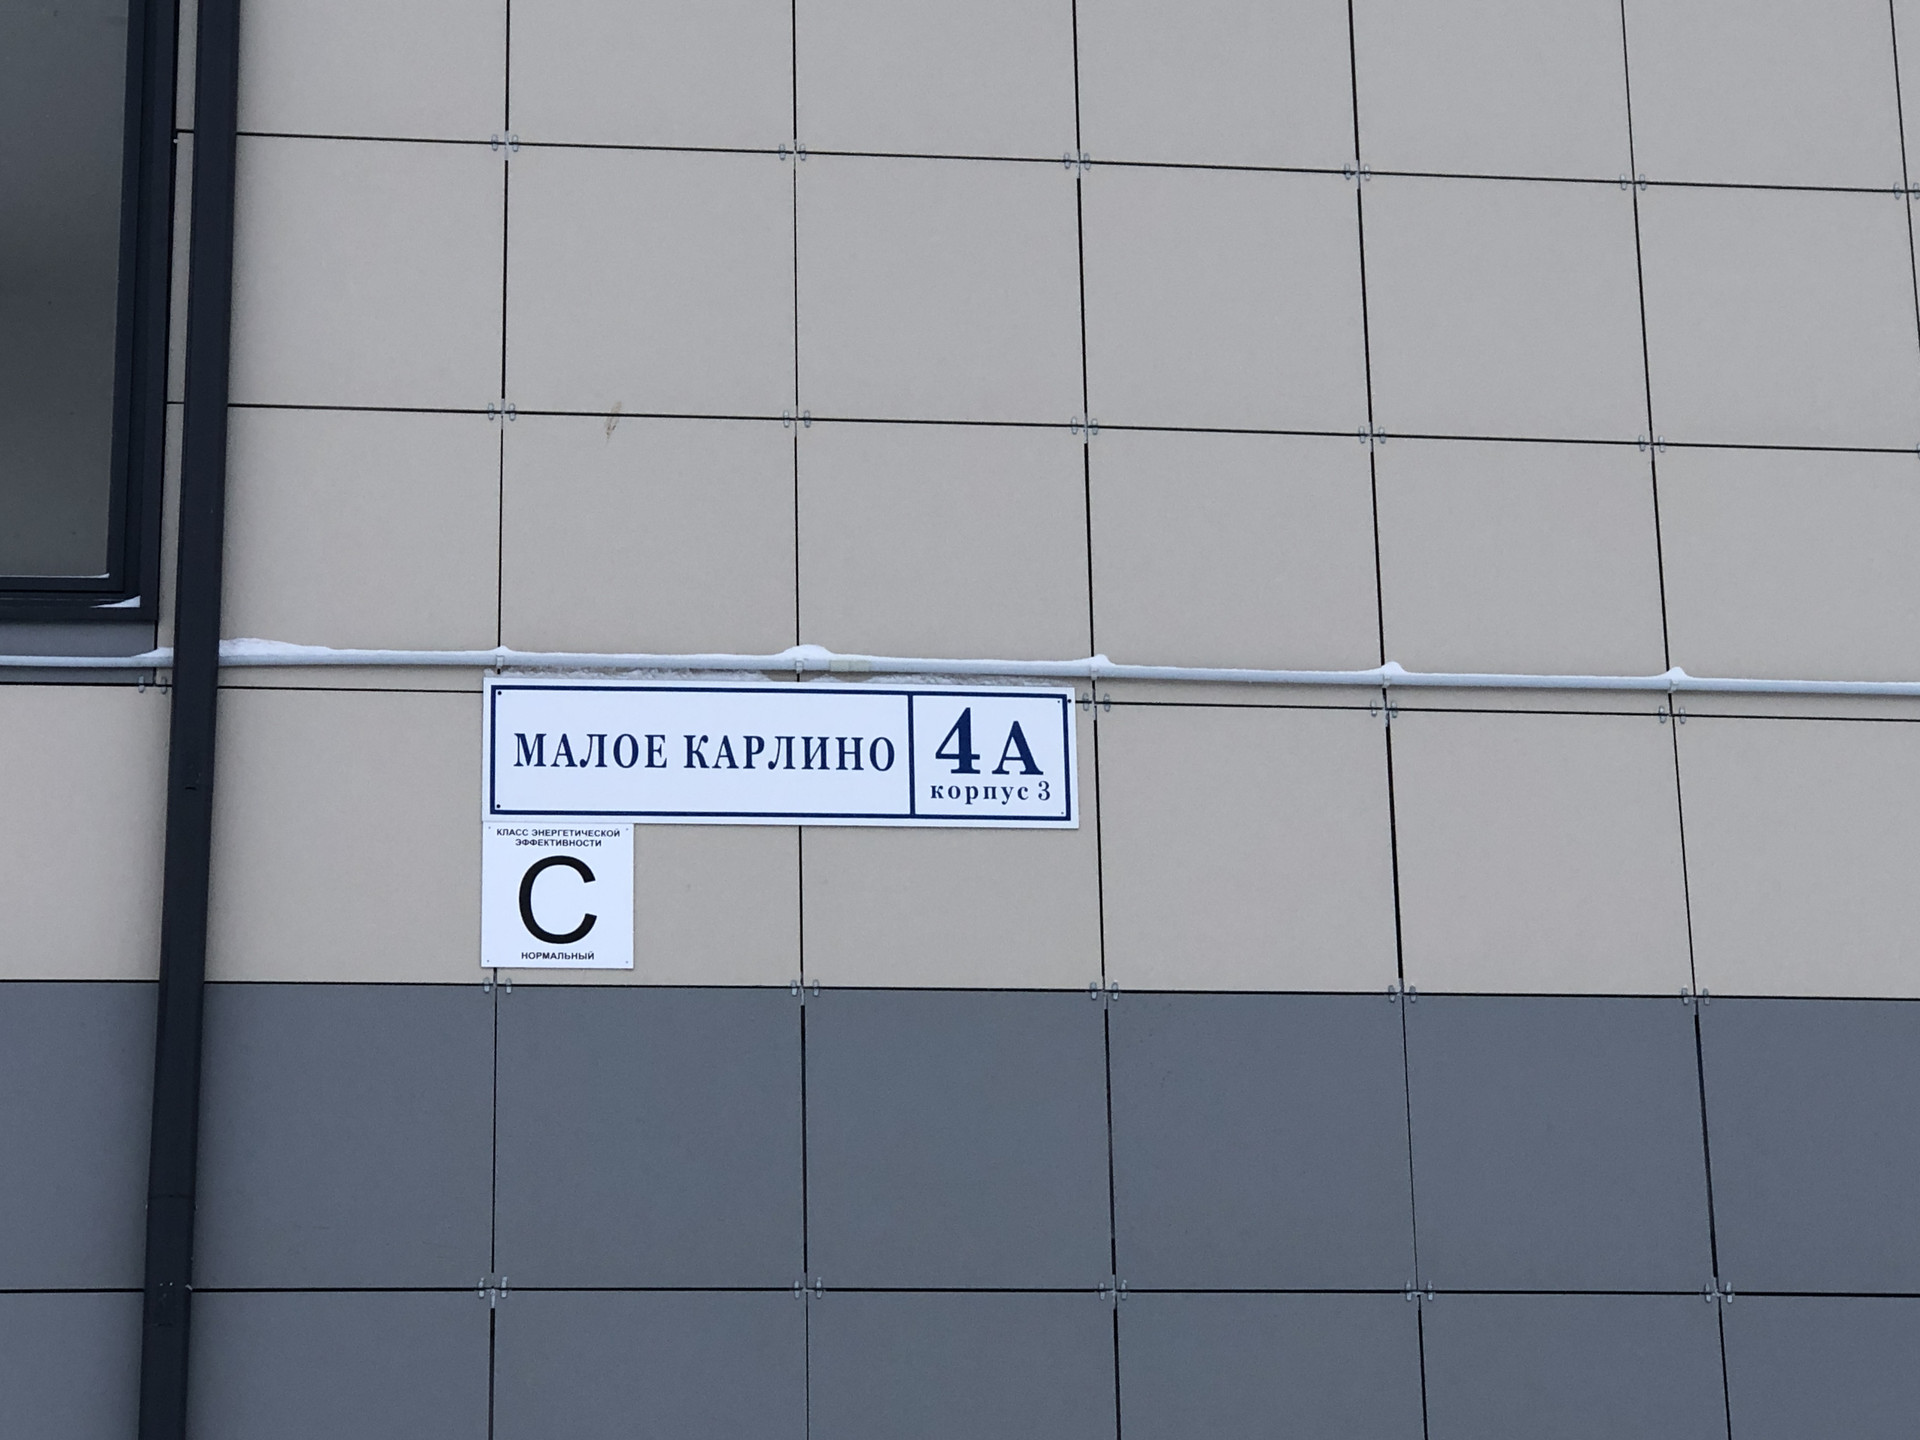 МАЛОЕ КАРЛИНО
4А
корпус 3
КЛАСС ЭНЕРГЕТИЧЕСКОЙ
ЭФФЕКТИВНОСТИ
С
НОРМАЛЬНЫЙ